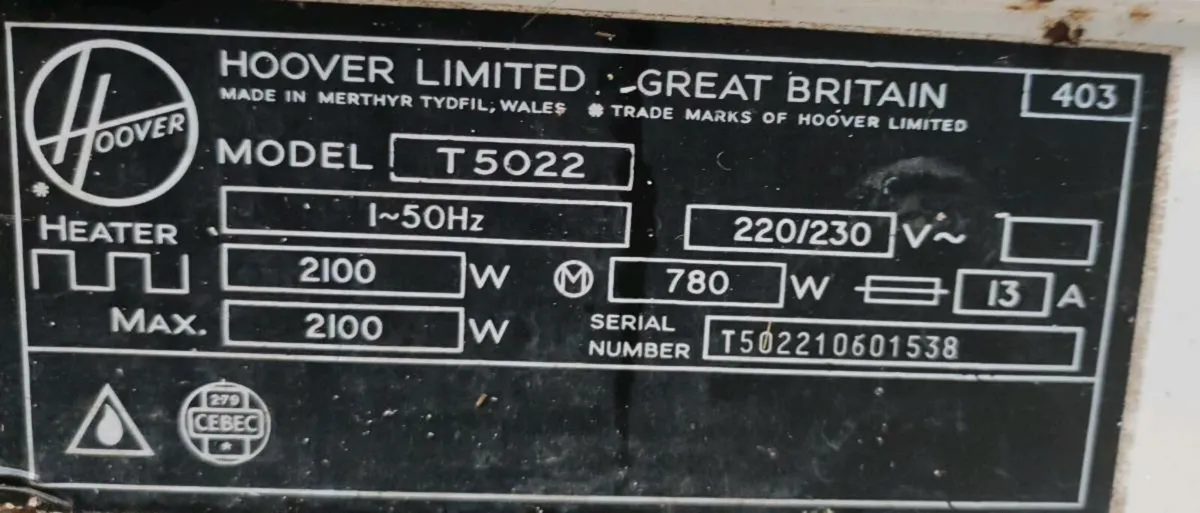 HOOVER
HOOVER LIMITED. GREAT BRITAIN
403
MADE IN MERTHYR TYDFIL, WALES * TRADE MARKS OF HOOVER LIMITED
*
MODEL T5022
1~50Hz 220/230 V~
HEATER 2100 W M 780 W 13 A
MAX. 2100 W
SERIAL NUMBER T502210601538
279
CEBEC